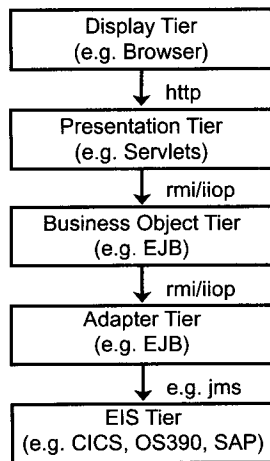 Display Tier
(e.g. Browser)
http
Presentation Tier
(e.g. Servlets)
rmi/iiop
Business Object Tier
(e.g. EJB)
rmi/iiop
Adapter Tier
(e.g. EJB)
e.g. jms
EIS Tier
(e.g. CICS, OS390, SAP)